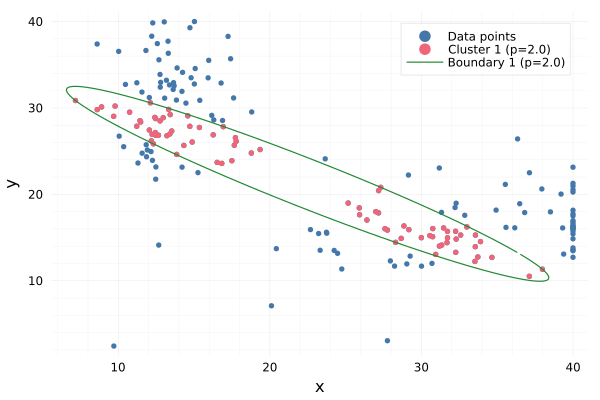 40
Data points
Cluster 1 (p=2.0)
Boundary 1 (p=2.0)
30
y
20
10
10 20 30 40
x